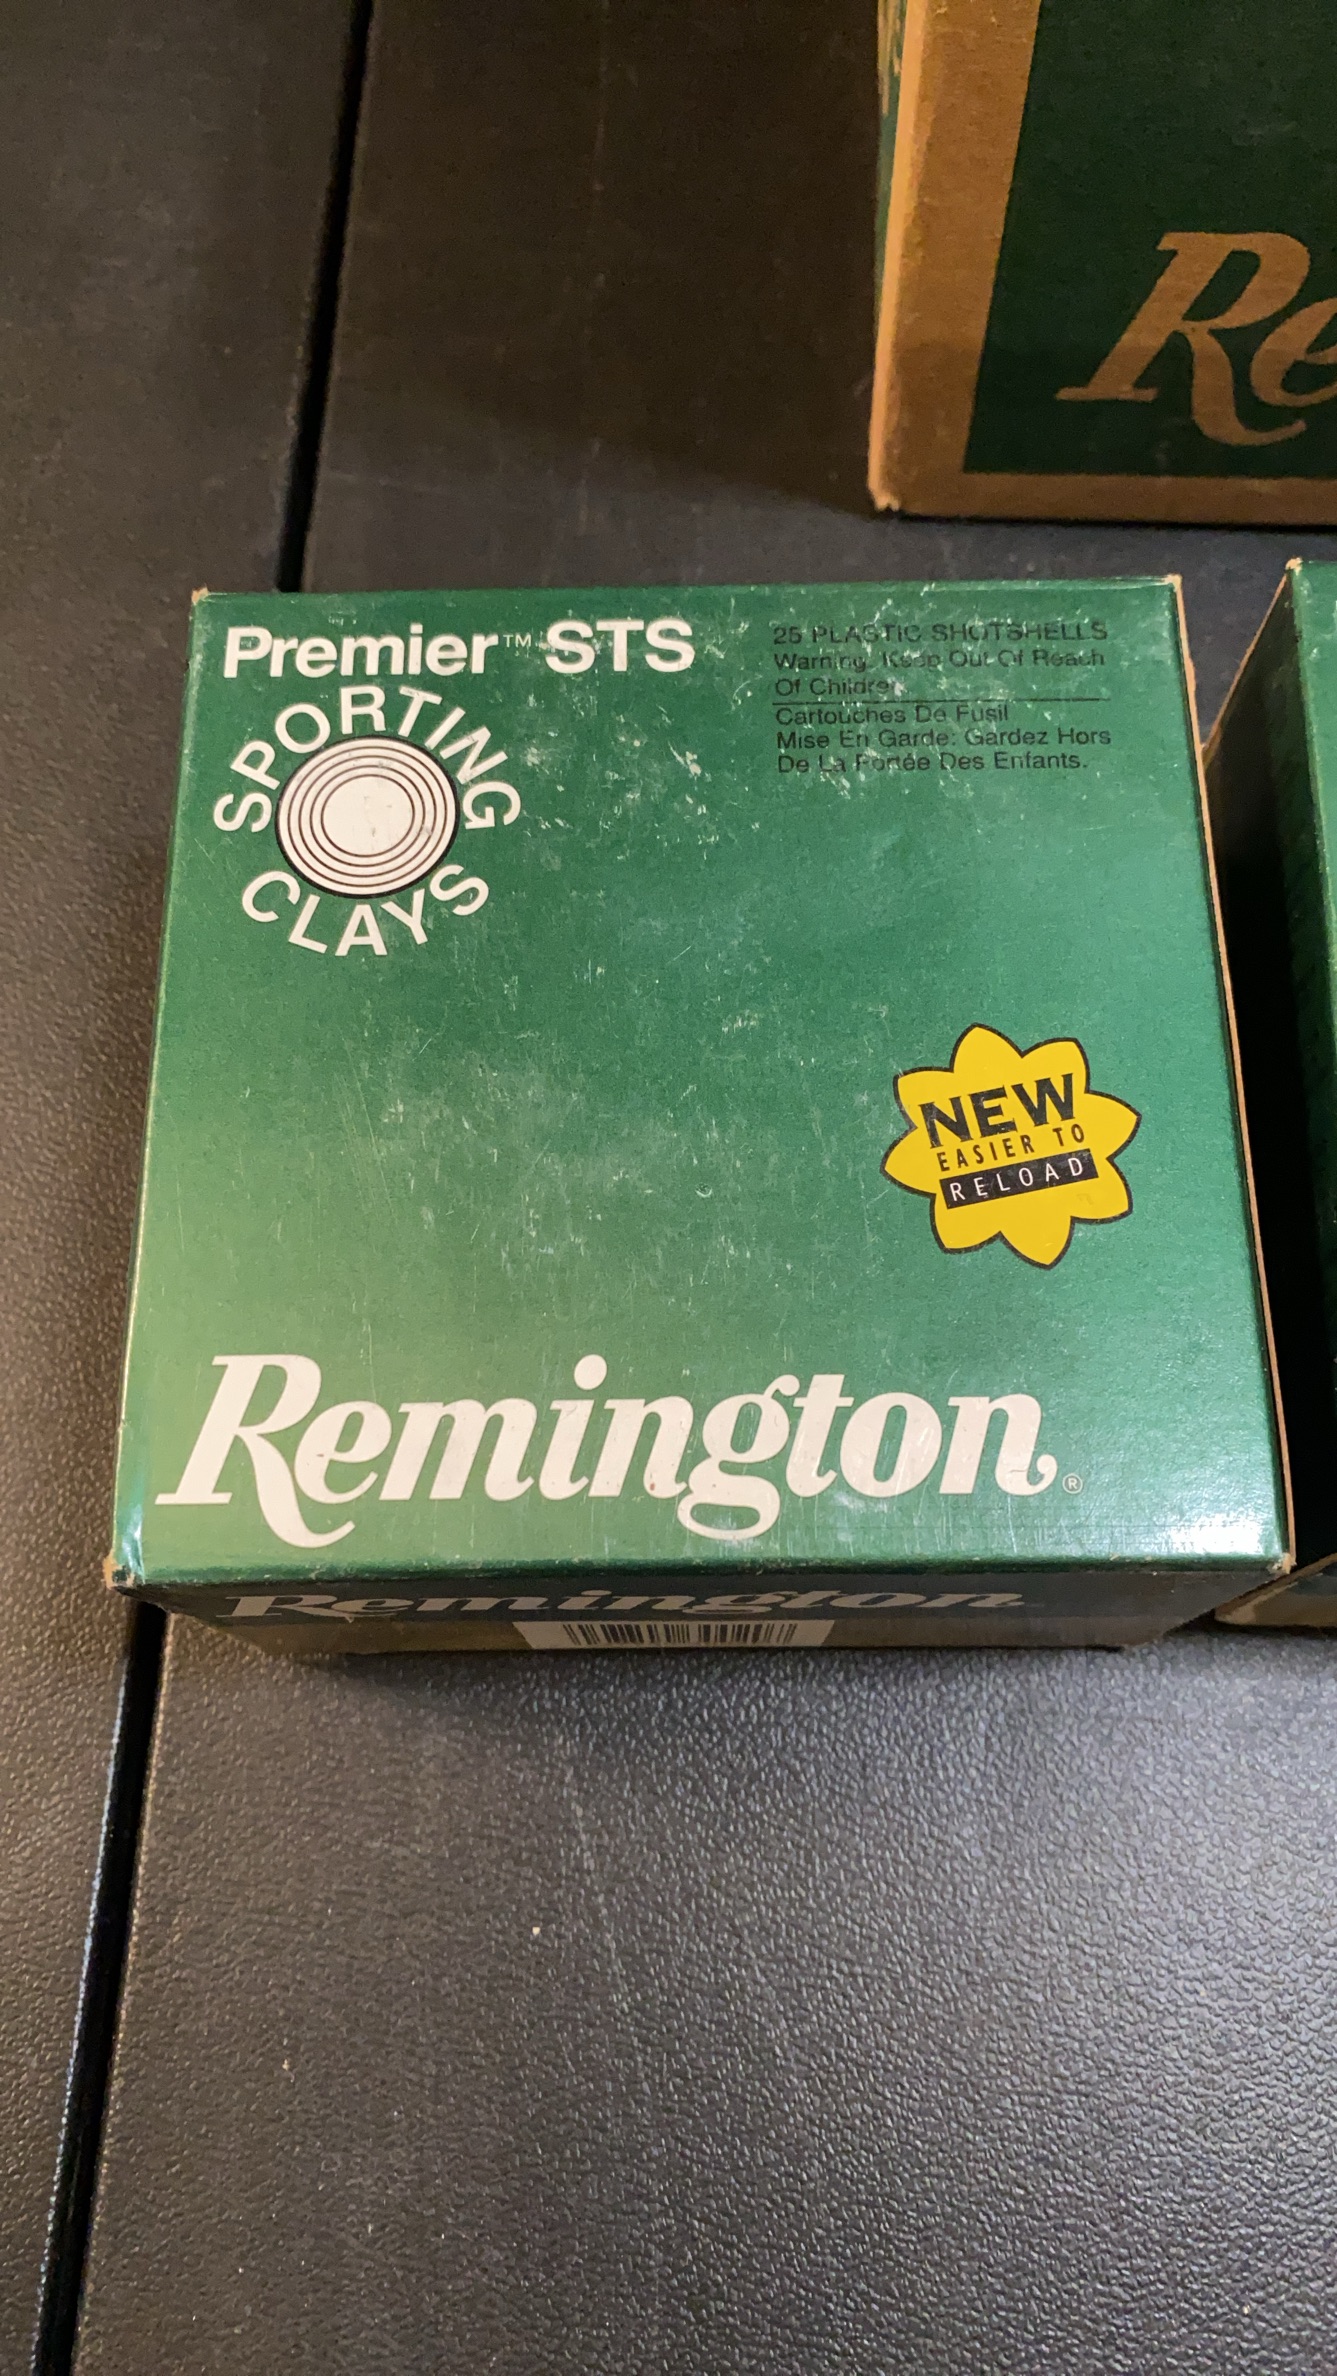 Re
Premier™ STS
SPORTING
CLAYS
25 PLASTIC SHOTSHELLS
Warning: Keep Out Of Reach
Of Children.
Cartouches De Fusil
Mise En Garde: Gardez Hors
De La Portée Des Enfants.
NEW
EASIER TO
RELOAD
Remington®
Remington